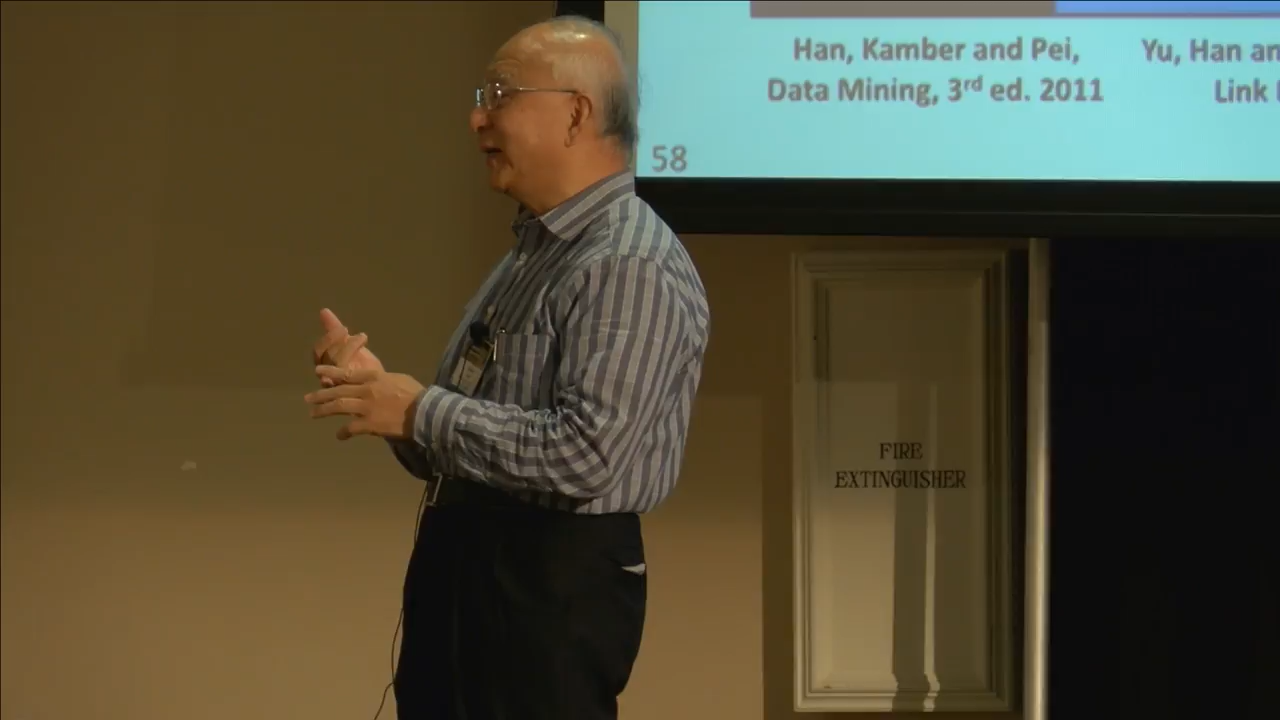 Han, Kamber and Pei,
Data Mining, 3rd ed. 2011
Yu, Han an
Link
58
FIRE
EXTINGUISHER